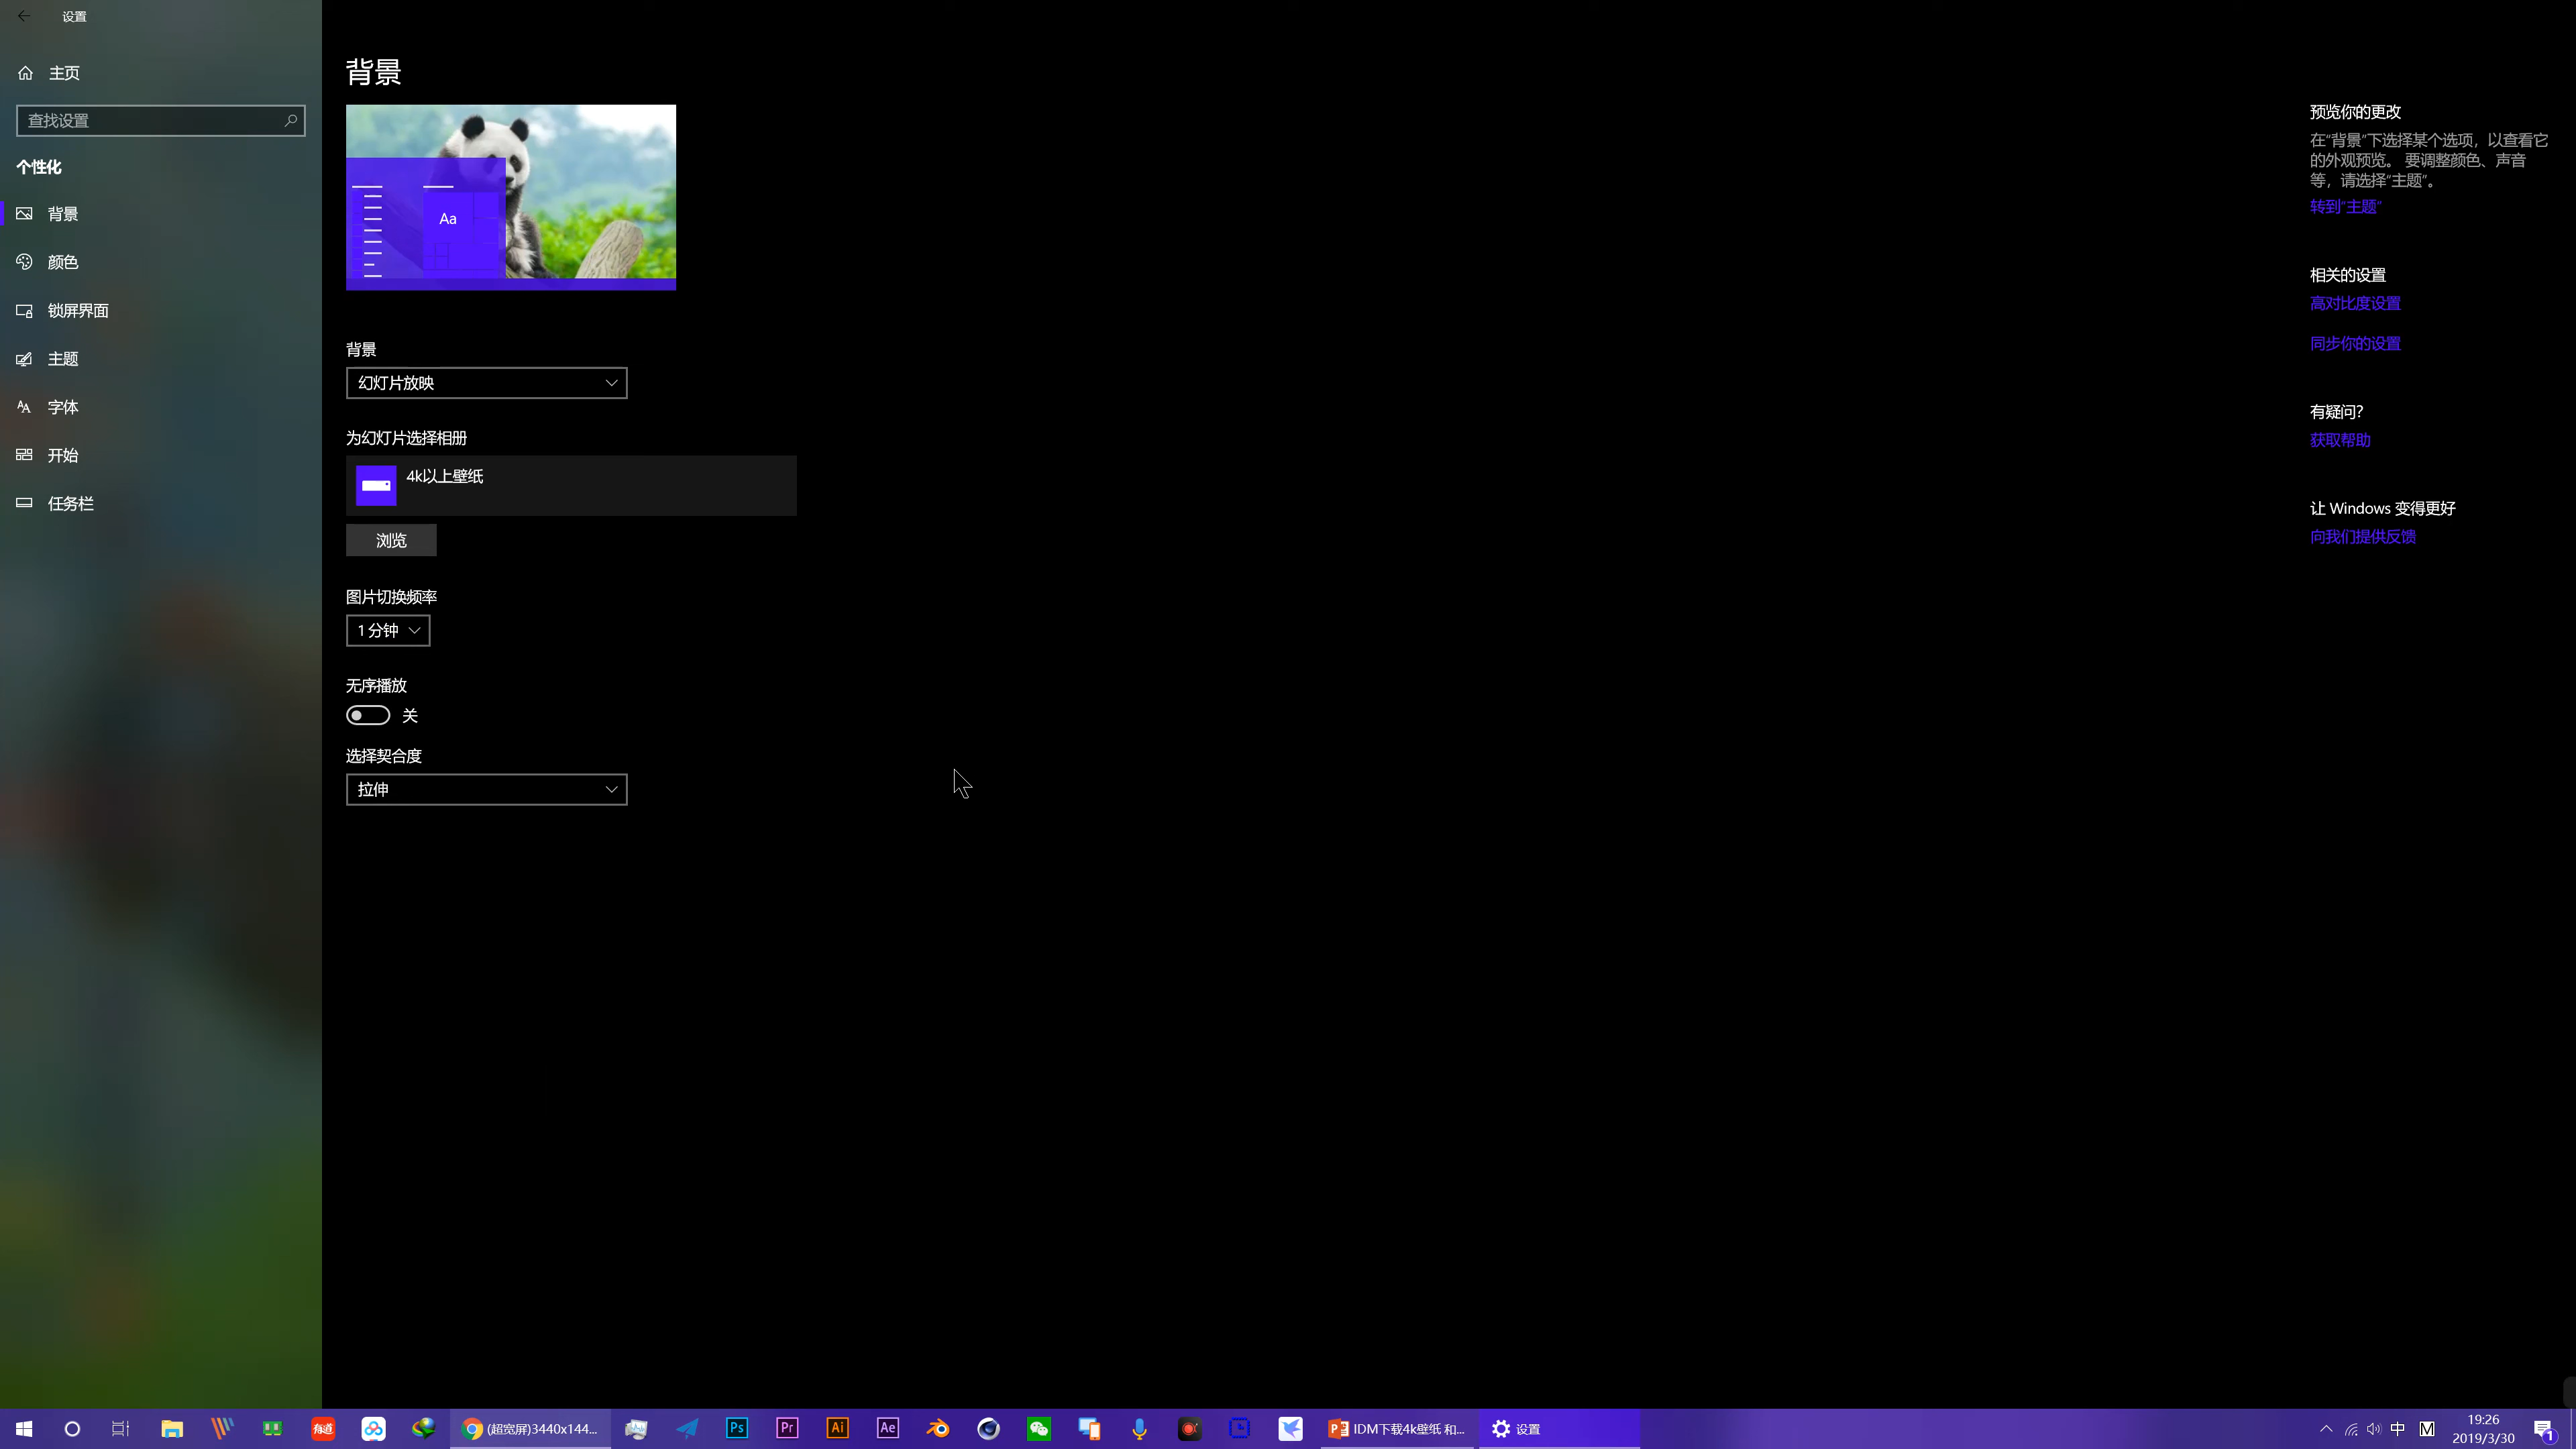 设置
主页
查找设置
个性化
背景
颜色
锁屏界面
主题
字体
开始
任务栏
背景
Aa
背景
幻灯片放映
为幻灯片选择相册
4k以上壁纸
浏览
图片切换频率
1 分钟
无序播放
关
选择契合度
拉伸
预览你的更改
在“背景”下选择某个选项，以查看它
的外观预览。 要调整颜色、声音
等，请选择“主题”。
转到“主题”
相关的设置
高对比度设置
同步你的设置
有疑问?
获取帮助
让 Windows 变得更好
向我们提供反馈
有道
(超宽屏)3440x144...
Ps
Pr
Ai
Ae
IDM下载4k壁纸 和...
设置
中
M
19:26
2019/3/30
1